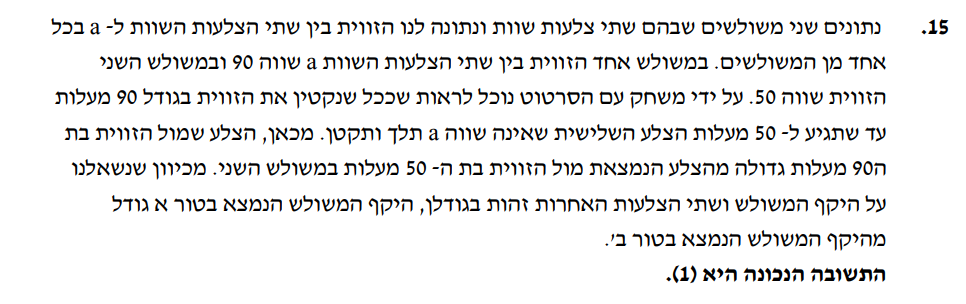 15. נתונים שני משולשים שבהם שתי צלעות שוות ונתונה לנו הזווית בין שתי הצלעות השוות ל- a בכל
אחד מן המשולשים. במשולש אחד הזווית בין שתי הצלעות השוות a שווה 90 ובמשולש השני
הזווית שווה 50. על ידי משחק עם הסרטוט נוכל לראות שככל שנקטין את הזווית בגודל 90 מעלות
עד שתגיע ל- 50 מעלות הצלע השלישית שאינה שווה a תלך ותקטן. מכאן, הצלע שמול הזווית בת
ה90 מעלות גדולה מהצלע הנמצאת מול הזווית בת ה- 50 מעלות במשולש השני. מכיוון שנשאלנו
על היקף המשולש ושתי הצלעות האחרות זהות בגודלן, היקף המשולש הנמצא בטור א גודל
מהיקף המשולש הנמצא בטור ב'.
התשובה הנכונה היא (1).